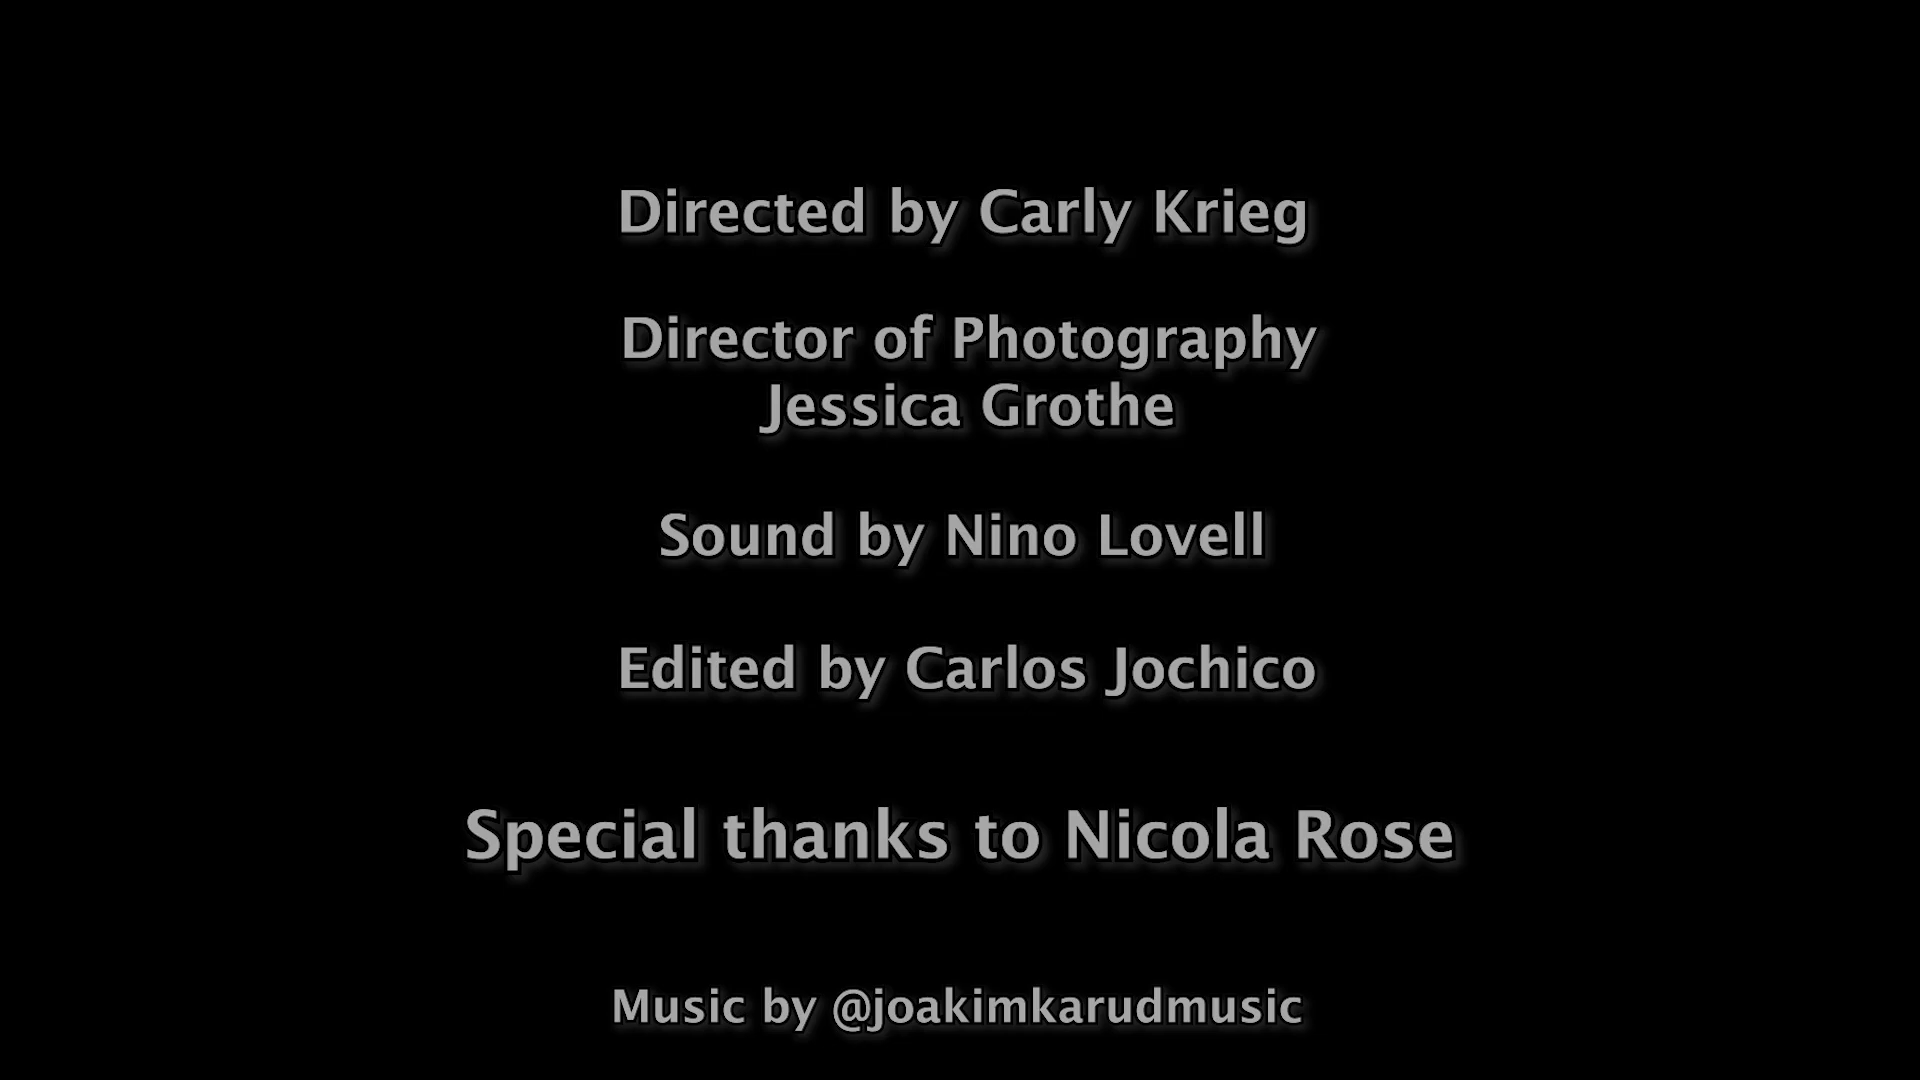 Directed by Carly Krieg
Director of Photography
Jessica Grothe
Sound by Nino Lovell
Edited by Carlos Jochico
Special thanks to Nicola Rose
Music by @joakimkarudmusic